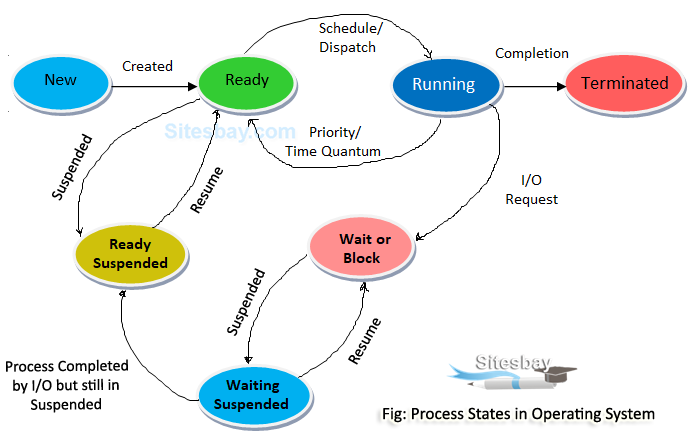 Schedule/
Dispatch
Created
Completion
New
Ready
Running
Terminated
Sitesbay.com
Priority/
Time Quantum
Suspended
Resume
I/O
Request
Ready
Suspended
Wait or
Block
Suspended
Resume
Process Completed
by I/O but still in
Suspended
Waiting
Suspended
Sitesbay
Fig: Process States in Operating System